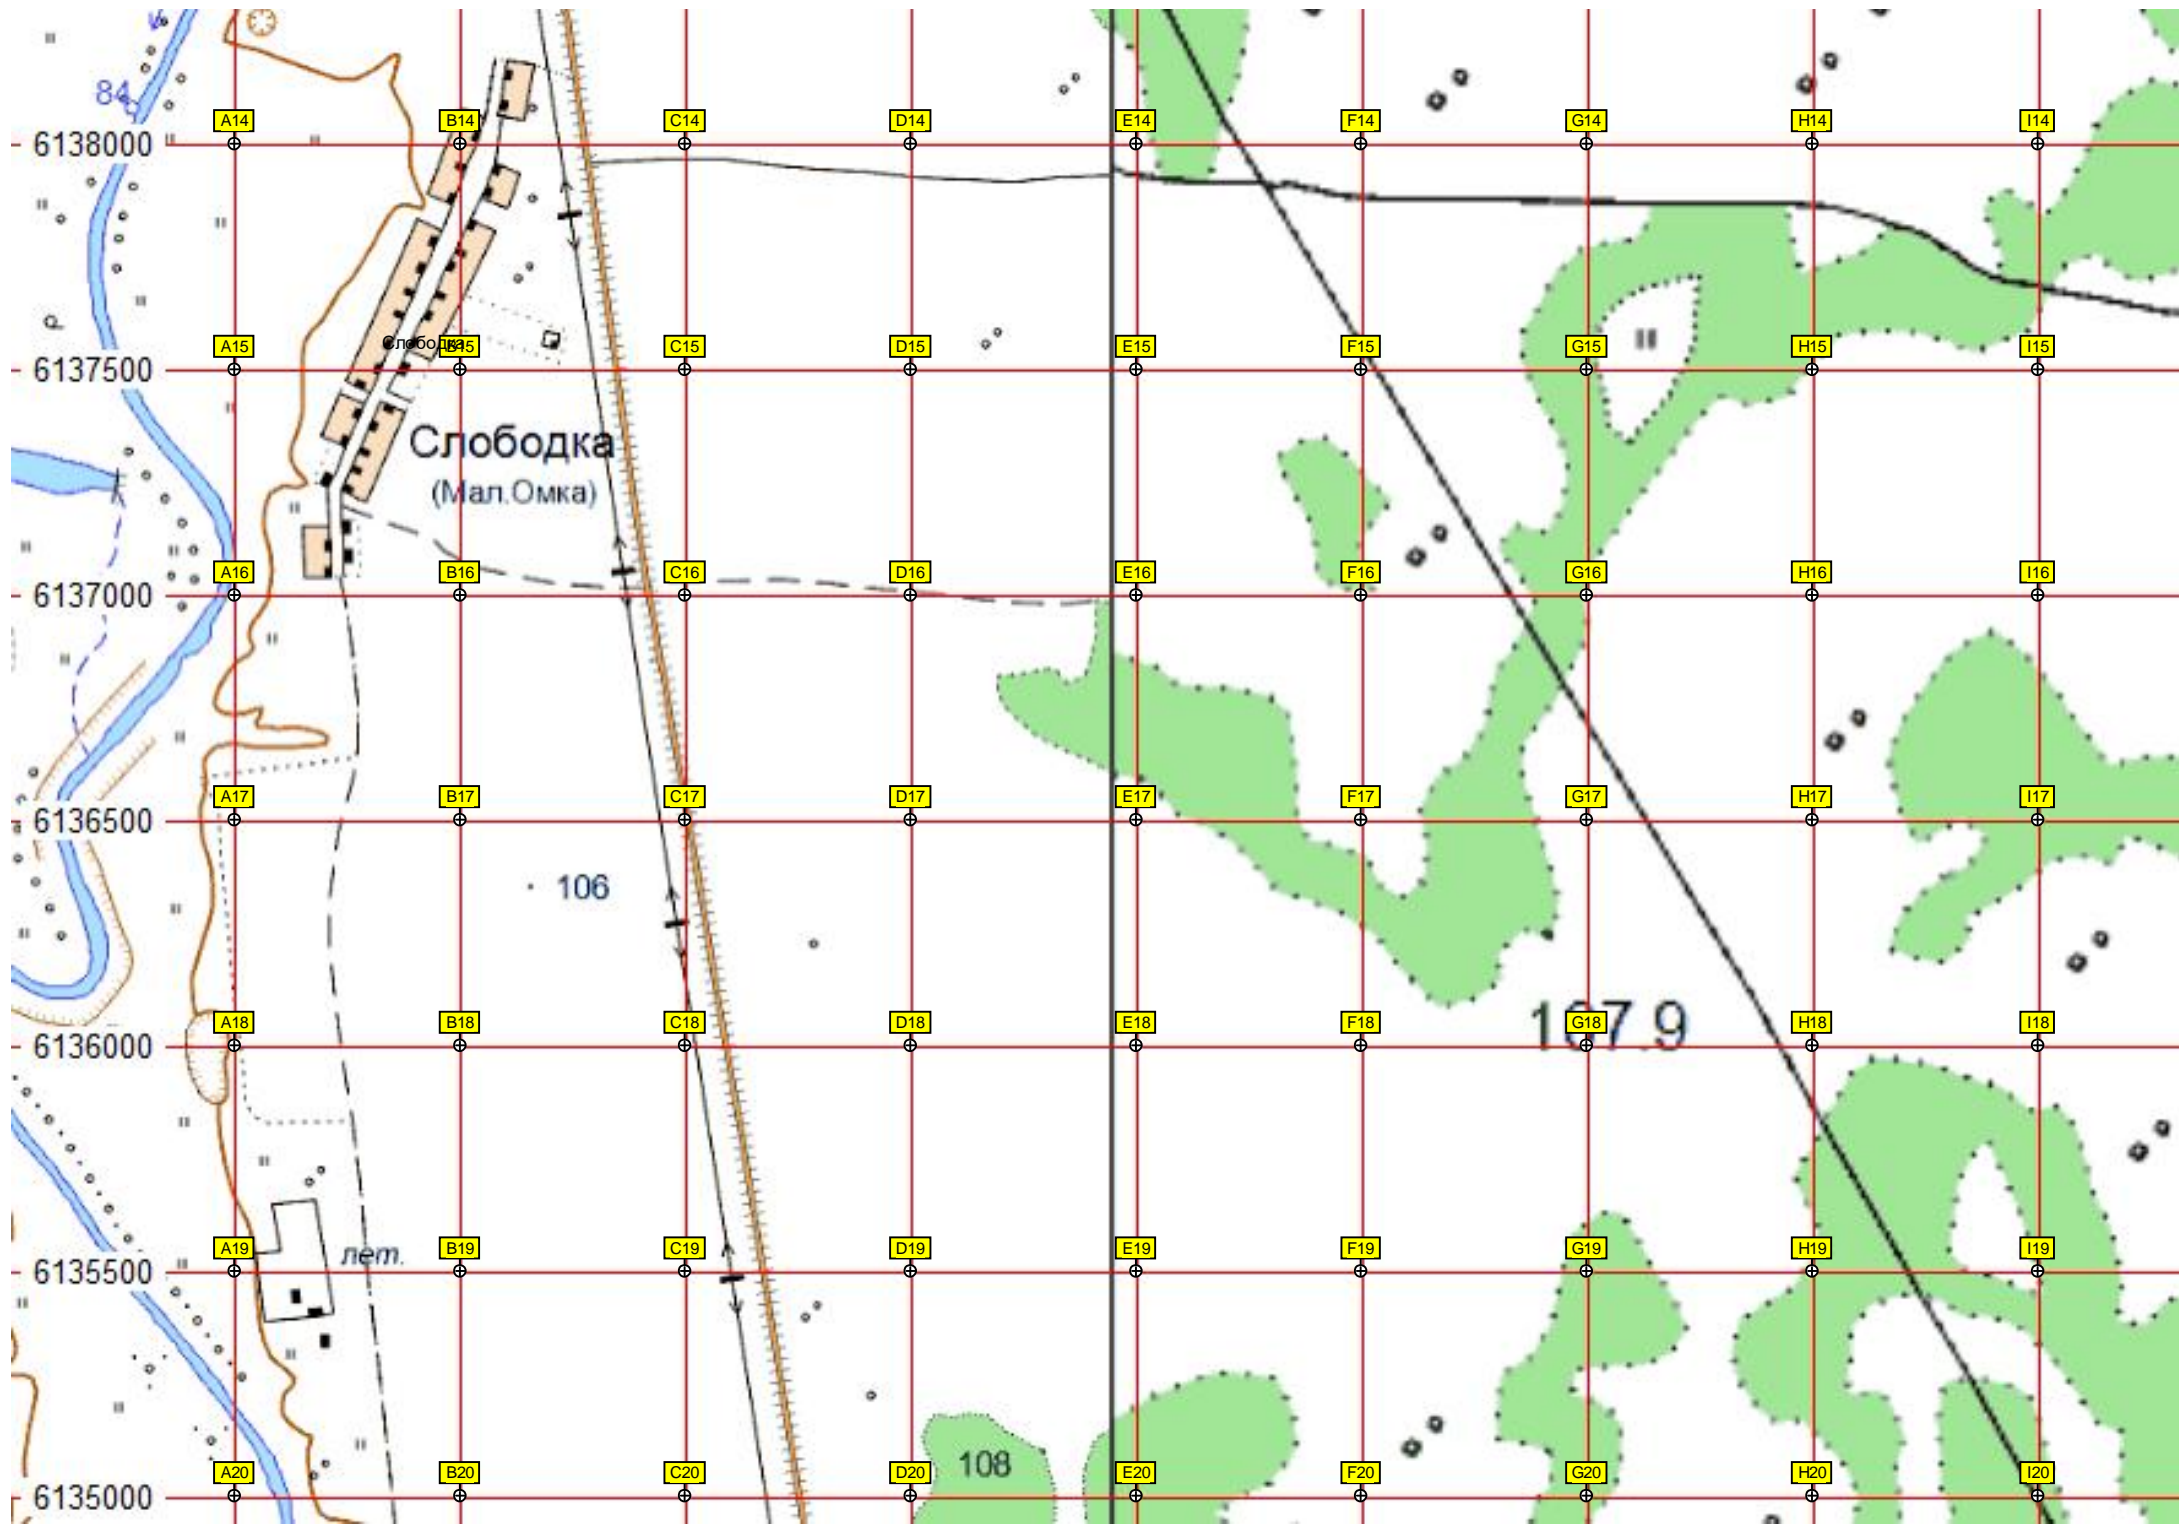 84
A14 B14 C14 D14 E14 F14 G14 H14 I14
6138000
Слободка
A15 B15 C15 D15 E15 F15 G15 H15 I15
6137500
Слободка
(Мал.Омка)
A16 B16 C16 D16 E16 F16 G16 H16 I16
6137000
A17 B17 C17 D17 E17 F17 G17 H17 I17
6136500
106
A18 B18 C18 D18 E18 F18 G18 H18 I18
107.9
6136000
A19 B19 C19 D19 E19 F19 G19 H19 I19
лет.
6135500
108
A20 B20 C20 D20 E20 F20 G20 H20 I20
6135000